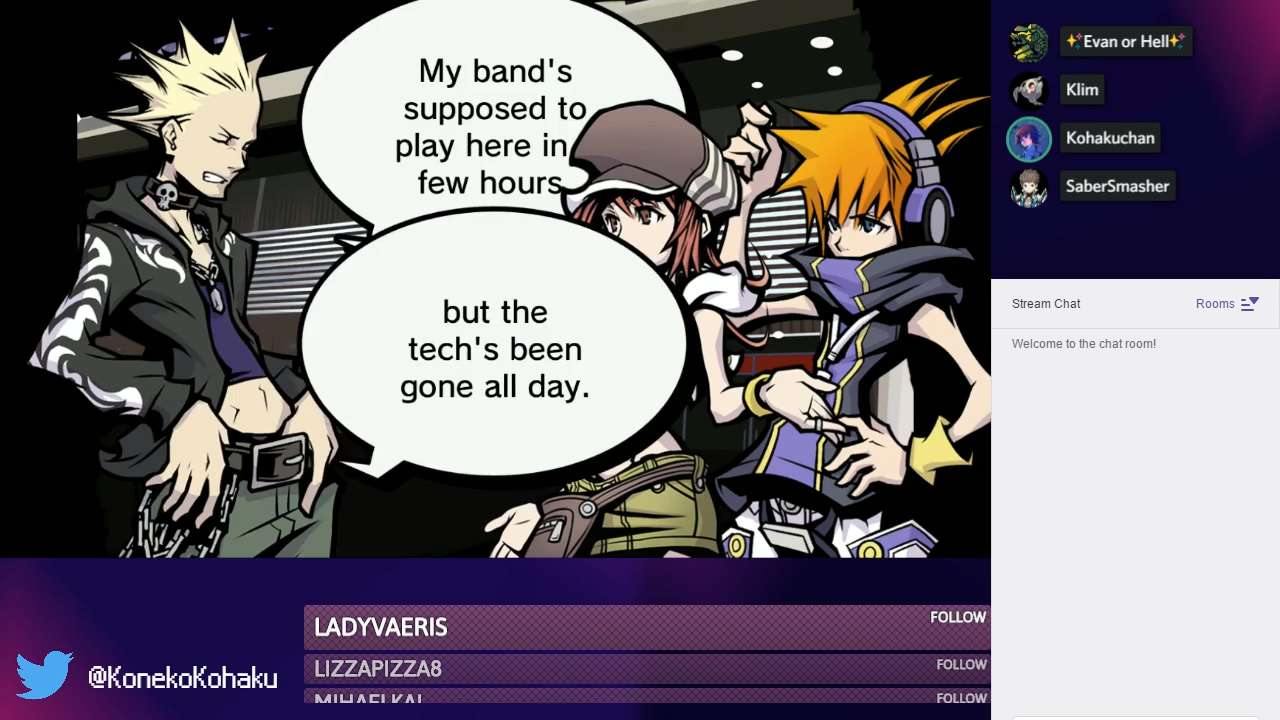 My band's
supposed to
play here in
few hours
but the
tech's been
gone all day.
✨Evan or Hell✨
Klim
Kohakuchan
SaberSmasher
Stream Chat
Rooms
Welcome to the chat room!
LADYVAERIS
FOLLOW
LIZZAPIZZA8
FOLLOW
FOLLOW
@KonekoKohaku